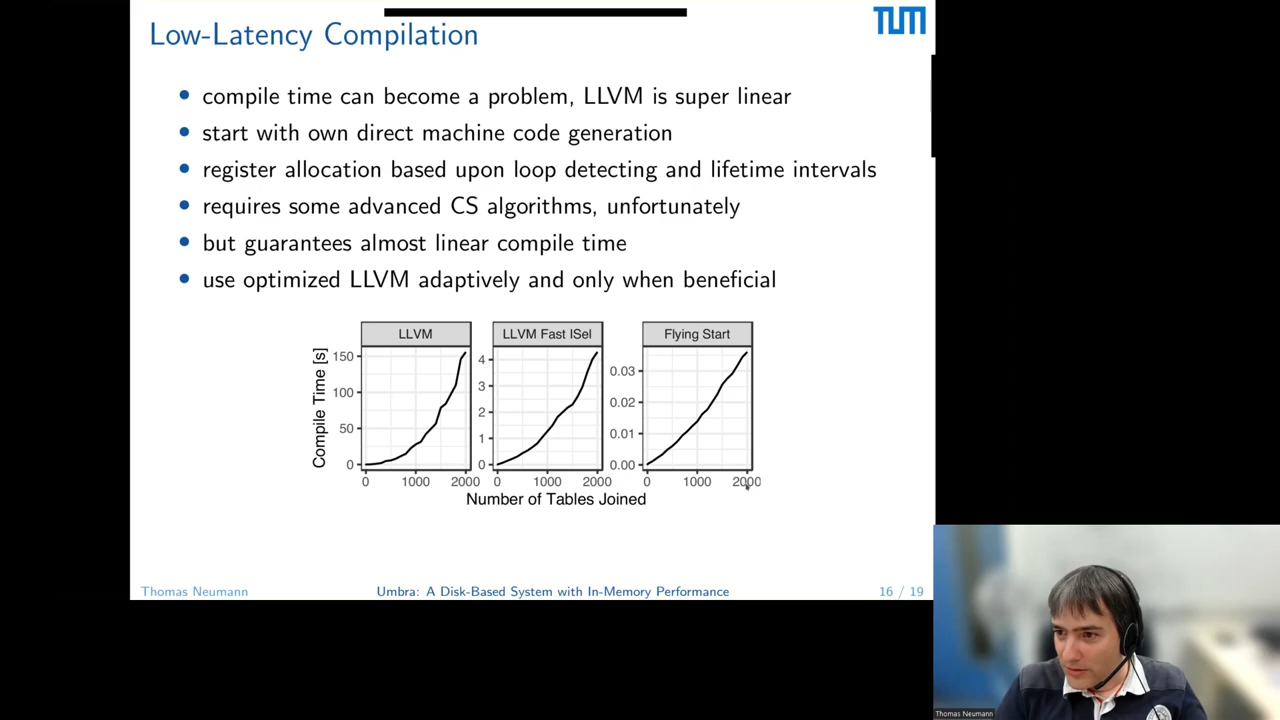 Low-Latency Compilation
TUM
• compile time can become a problem, LLVM is super linear
• start with own direct machine code generation
• register allocation based upon loop detecting and lifetime intervals
• requires some advanced CS algorithms, unfortunately
• but guarantees almost linear compile time
• use optimized LLVM adaptively and only when beneficial
LLVM
LLVM Fast ISel
Flying Start
Compile Time [s]
150
100
50
0
4
3
2
1
0
0.03
0.02
0.01
0.00
0 1000 2000
0 1000 2000
0 1000 2000
Number of Tables Joined
Thomas Neumann
Umbra: A Disk-Based System with In-Memory Performance
16 / 19
Thomas Neumann